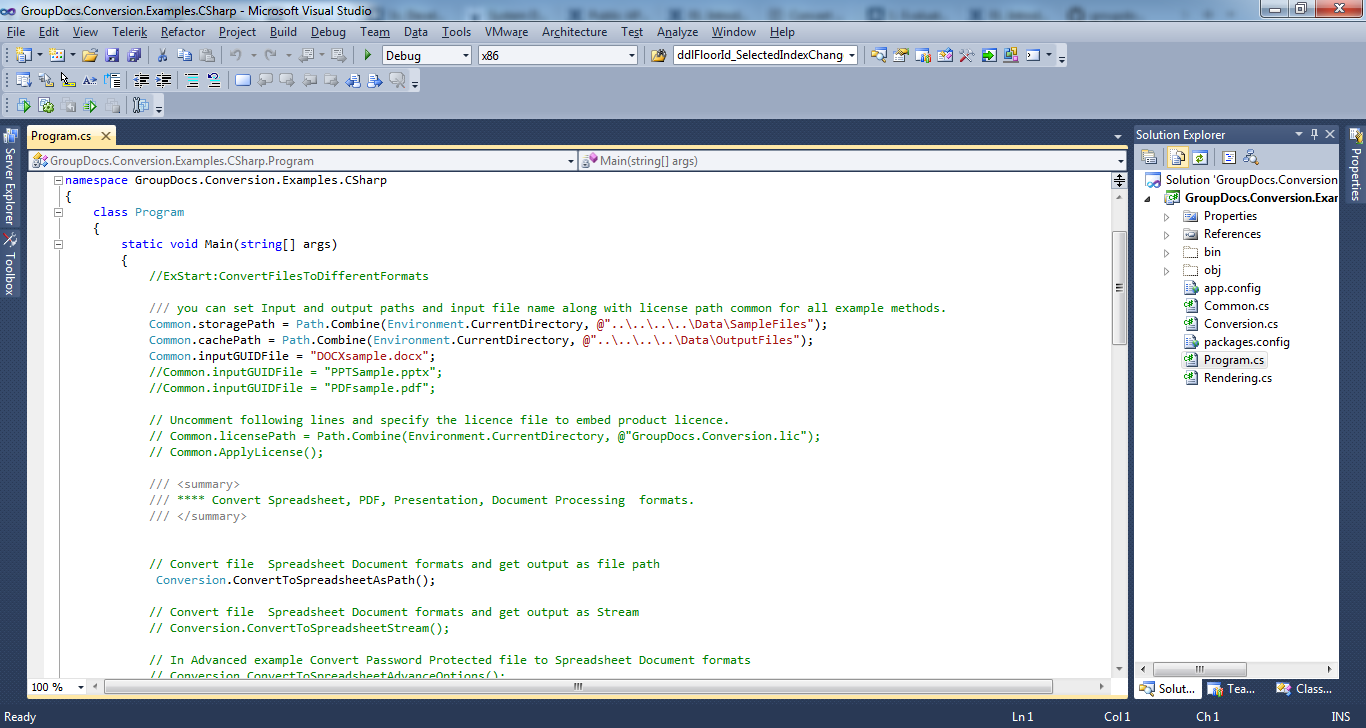 GroupDocs.Conversion.Examples.CSharp - Microsoft Visual Studio
File Edit View Telerik Refactor Project Build Debug Team Data Tools VMware Architecture Test Analyze Window Help
Debug x86 ddlFloorId_SelectedIndexChang
Program.cs
GroupDocs.Conversion.Examples.CSharp.Program Main(string[] args)
Server Explorer
Toolbox
namespace GroupDocs.Conversion.Examples.CSharp
{
class Program
{
static void Main(string[] args)
{
//ExStart:ConvertFilesToDifferentFormats
/// you can set Input and output paths and input file name along with license path common for all example methods.
Common.storagePath = Path.Combine(Environment.CurrentDirectory, @"..\..\..\..\Data\SampleFiles");
Common.cachePath = Path.Combine(Environment.CurrentDirectory, @"..\..\..\..\Data\OutputFiles");
Common.inputGUIDFile = "DOCXsample.docx";
//Common.inputGUIDFile = "PPTSample.pptx";
//Common.inputGUIDFile = "PDFsample.pdf";
// Uncomment following lines and specify the licence file to embed product licence.
// Common.licensePath = Path.Combine(Environment.CurrentDirectory, @"GroupDocs.Conversion.lic");
// Common.ApplyLicense();
/// <summary>
/// **** Convert Spreadsheet, PDF, Presentation, Document Processing  formats.
/// </summary>
// Convert file  Spreadsheet Document formats and get output as file path
Conversion.ConvertToSpreadsheetAsPath();
// Convert file  Spreadsheet Document formats and get output as Stream
// Conversion.ConvertToSpreadsheetStream();
// In Advanced example Convert Password Protected file to Spreadsheet Document formats
// Conversion.ConvertToSpreadsheetAdvanceOptions();
100 %
Solution Explorer
Solution 'GroupDocs.Conversion
GroupDocs.Conversion.Exar
Properties
References
bin
obj
app.config
Common.cs
Conversion.cs
packages.config
Program.cs
Rendering.cs
Solut... Tea... Class...
Properties
Ready Ln 1 Col 1 Ch 1 INS